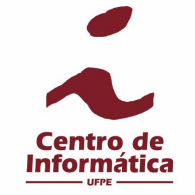 Centro de
Informática
UFPE